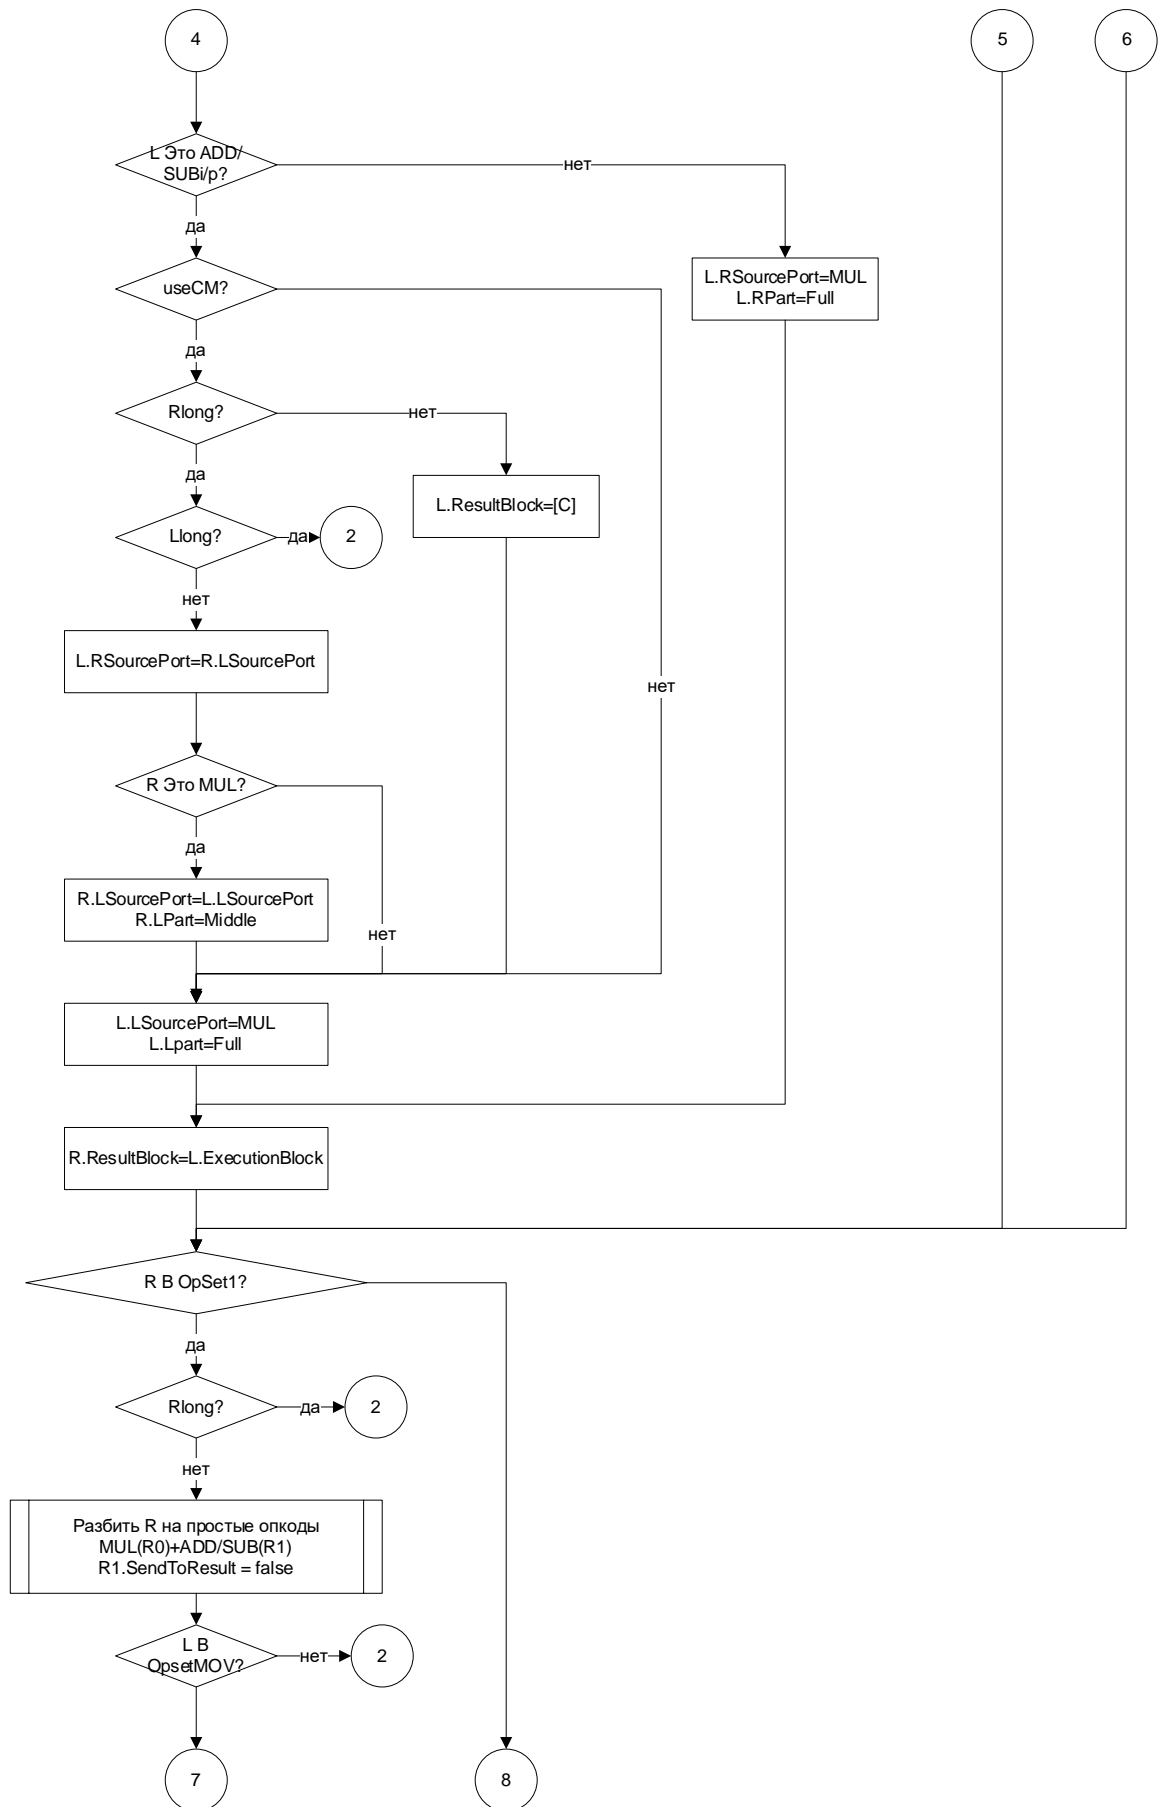 4
5
6
L Это ADD/
SUBi/p?
нет
да
useCM?
L.RSourcePort=MUL
L.RPart=Full
да
Rlong?
нет
да
L.ResultBlock=[C]
Llong?
да
2
нет
L.RSourcePort=R.LSourcePort
нет
R Это MUL?
да
R.LSourcePort=L.LSourcePort
R.LPart=Middle
нет
L.LSourcePort=MUL
L.Lpart=Full
R.ResultBlock=L.ExecutionBlock
R В OpSet1?
да
Rlong?
да
2
нет
Разбить R на простые опкоды
MUL(R0)+ADD/SUB(R1)
R1.SendToResult = false
L В
OpsetMOV?
нет
2
7
8